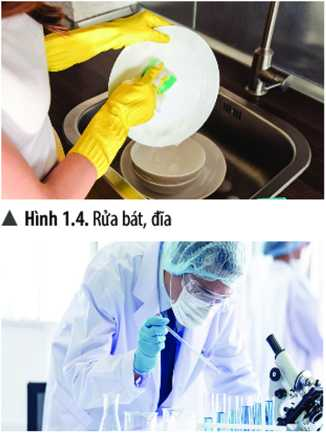 ▲ Hình 1.4. Rửa bát, đĩa